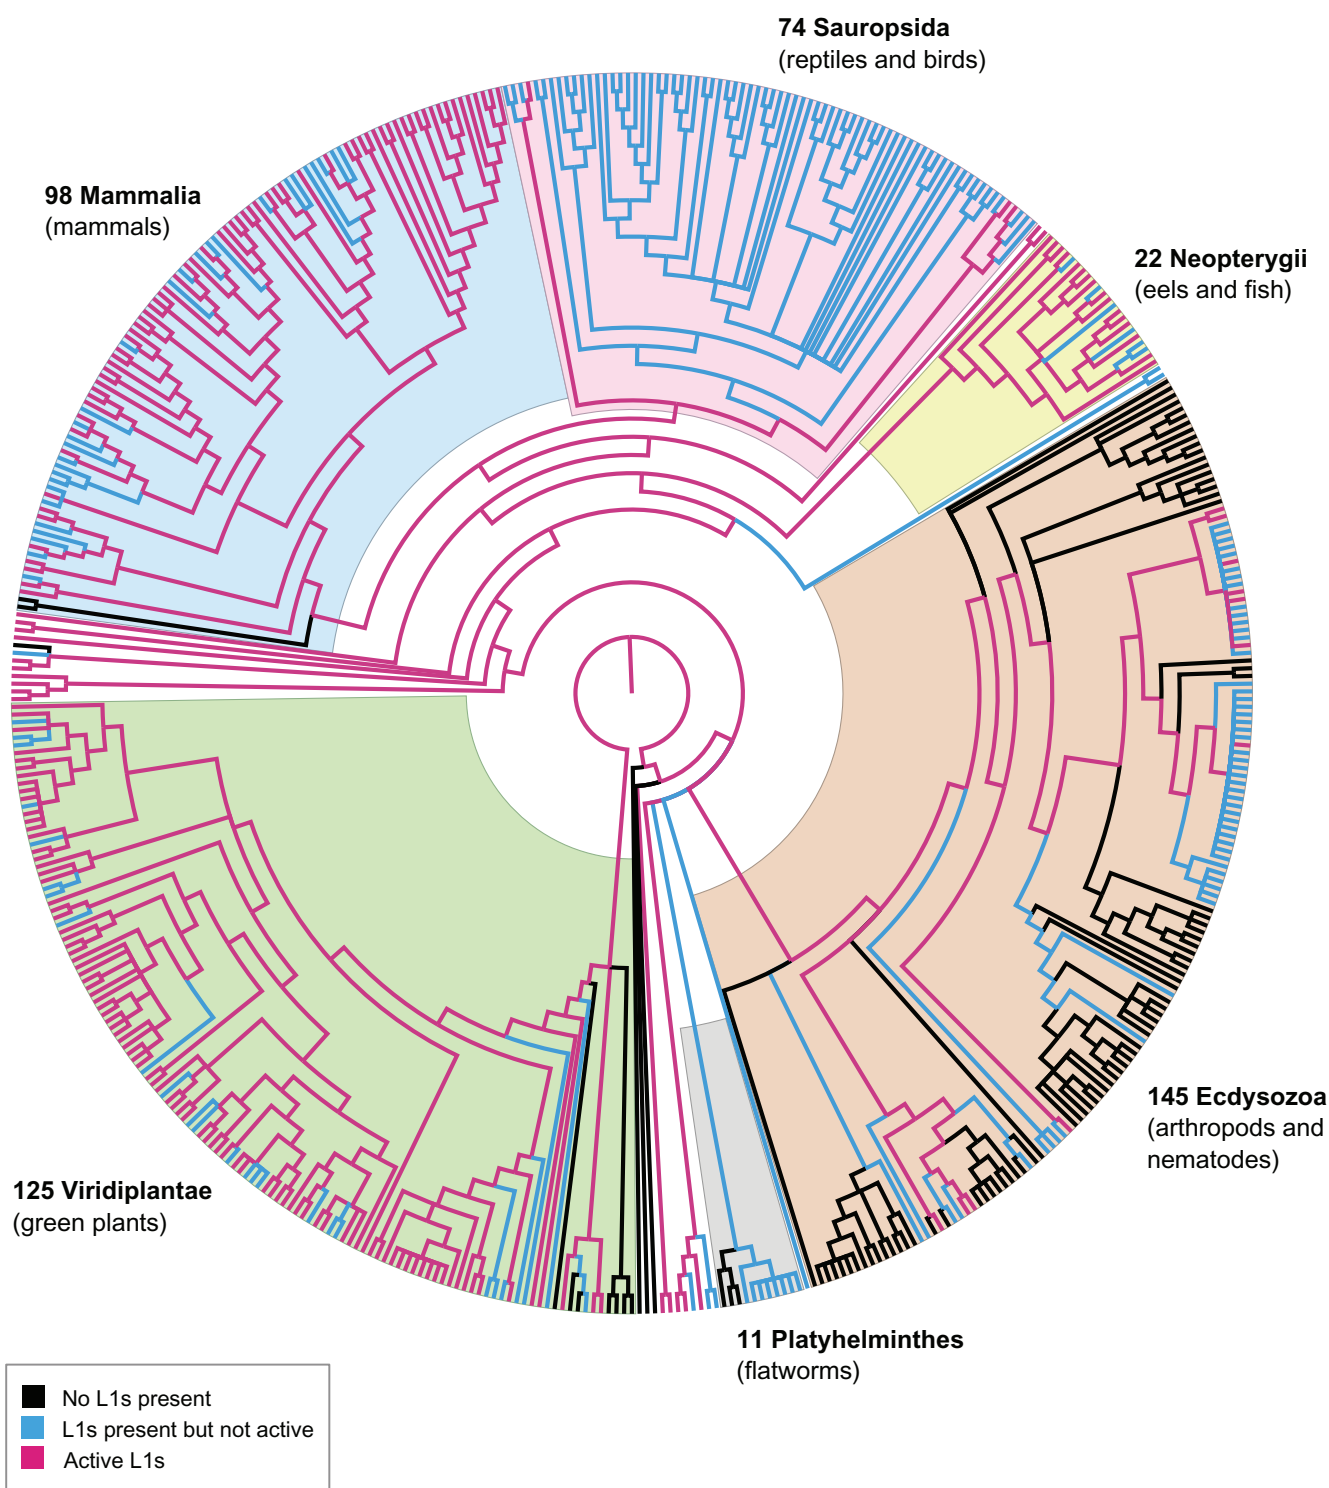 74 Sauropsida
(reptiles and birds)
98 Mammalia
(mammals)
22 Neopterygii
(eels and fish)
145 Ecdysozoa
(arthropods and
nematodes)
125 Viridiplantae
(green plants)
11 Platyhelminthes
(flatworms)
No L1s present
L1s present but not active
Active L1s